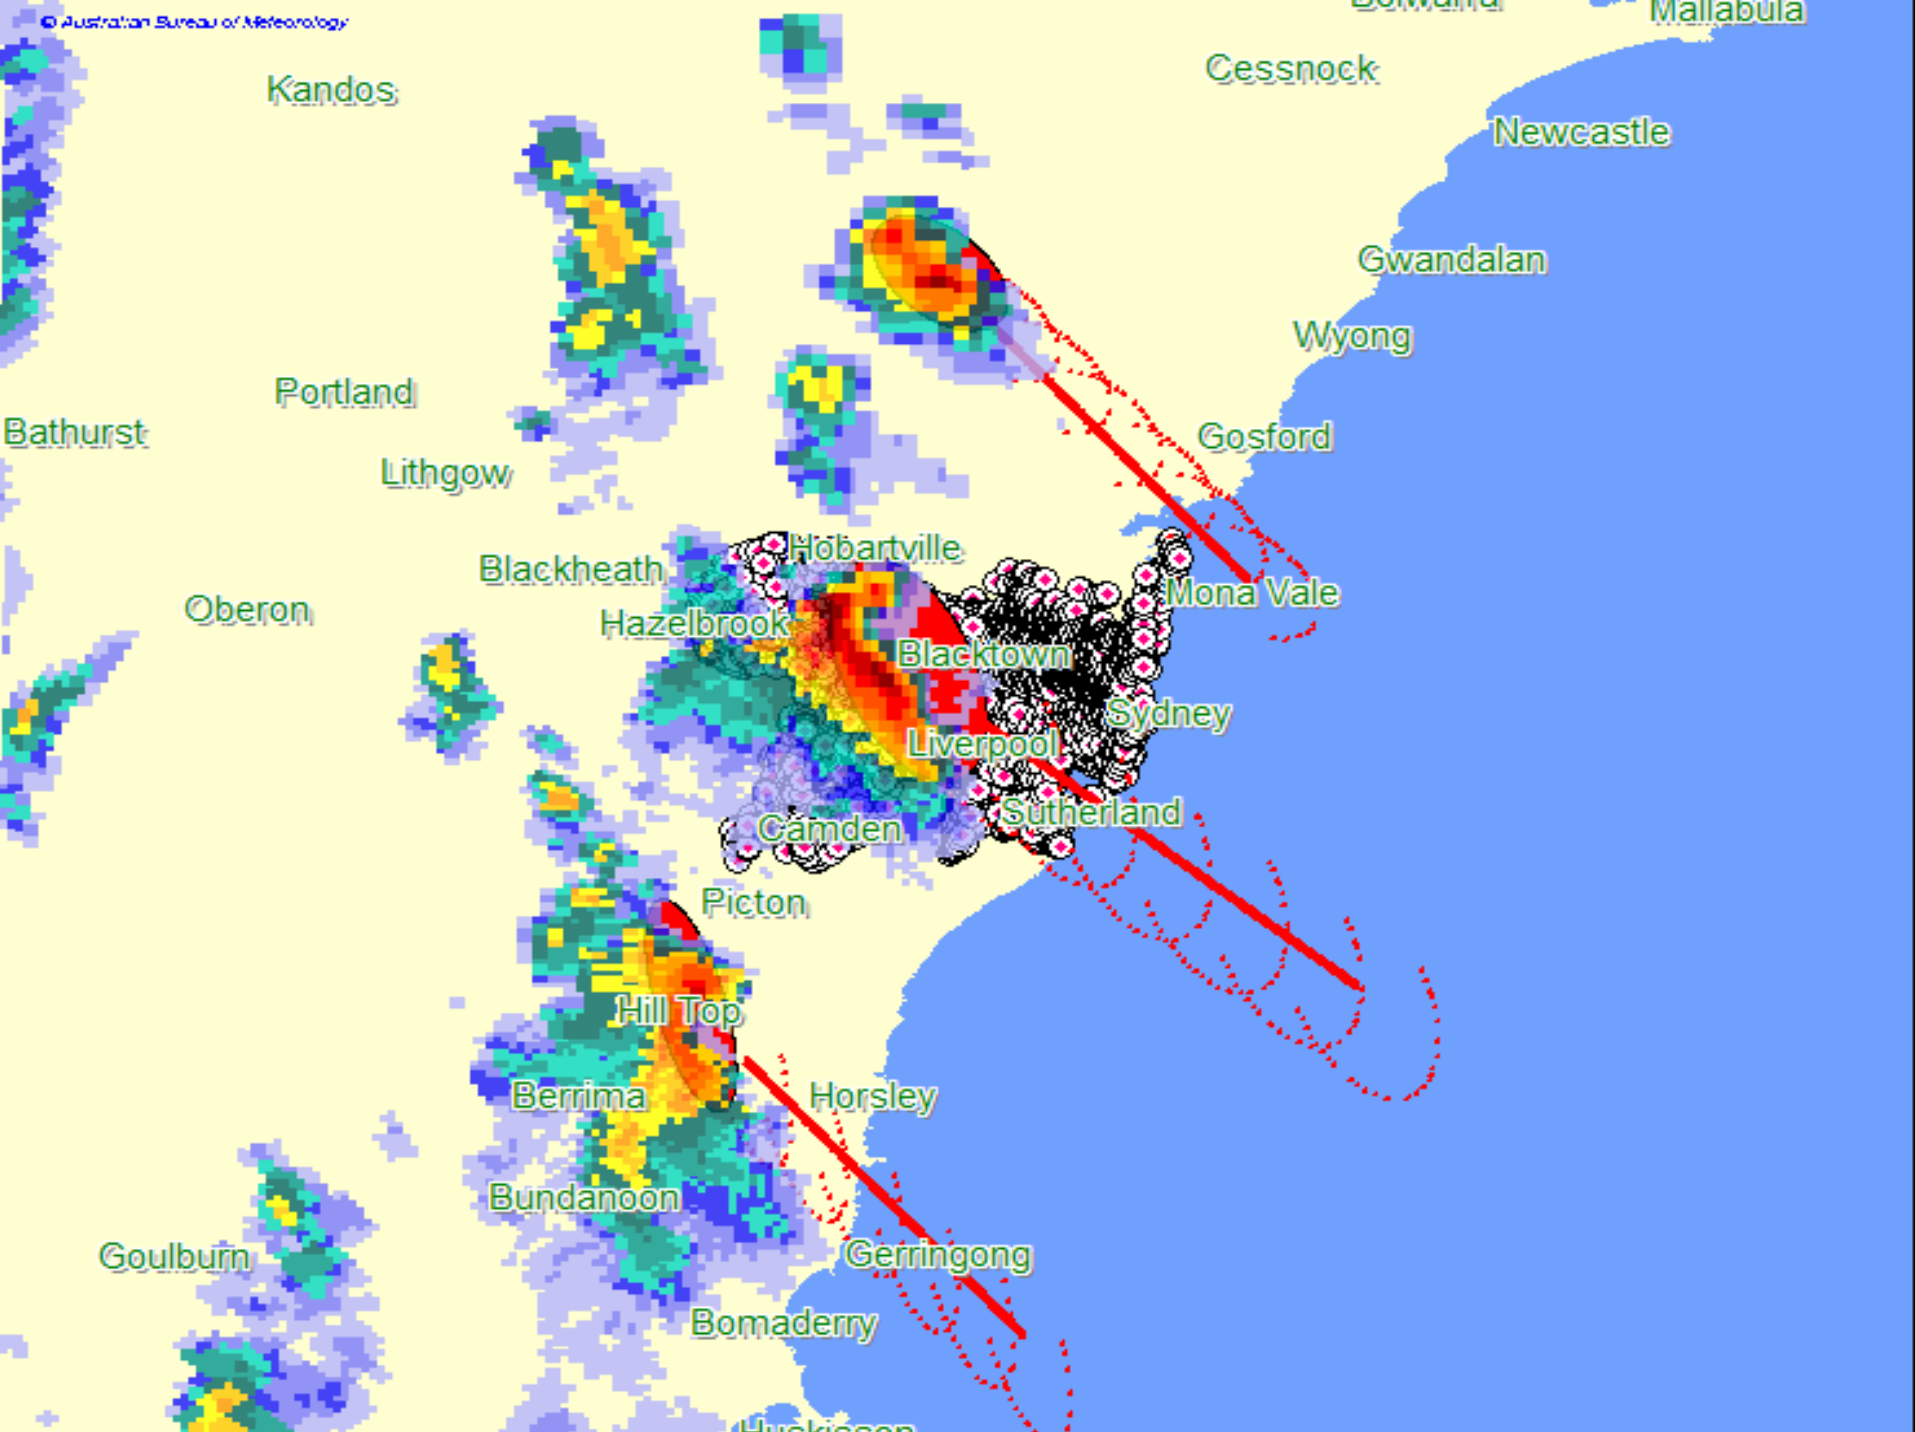 © Australian Bureau of Meteorology
Mallabula
Cessnock
Kandos
Newcastle
Gwandalan
Wyong
Portland
Bathurst
Gosford
Lithgow
Hobartville
Blackheath
Mona Vale
Oberon
Hazelbrook
Blacktown
Sydney
Liverpool
Sutherland
Camden
Picton
Hill Top
Berrima
Horsley
Bundanoon
Goulburn
Gerringong
Bomaderry